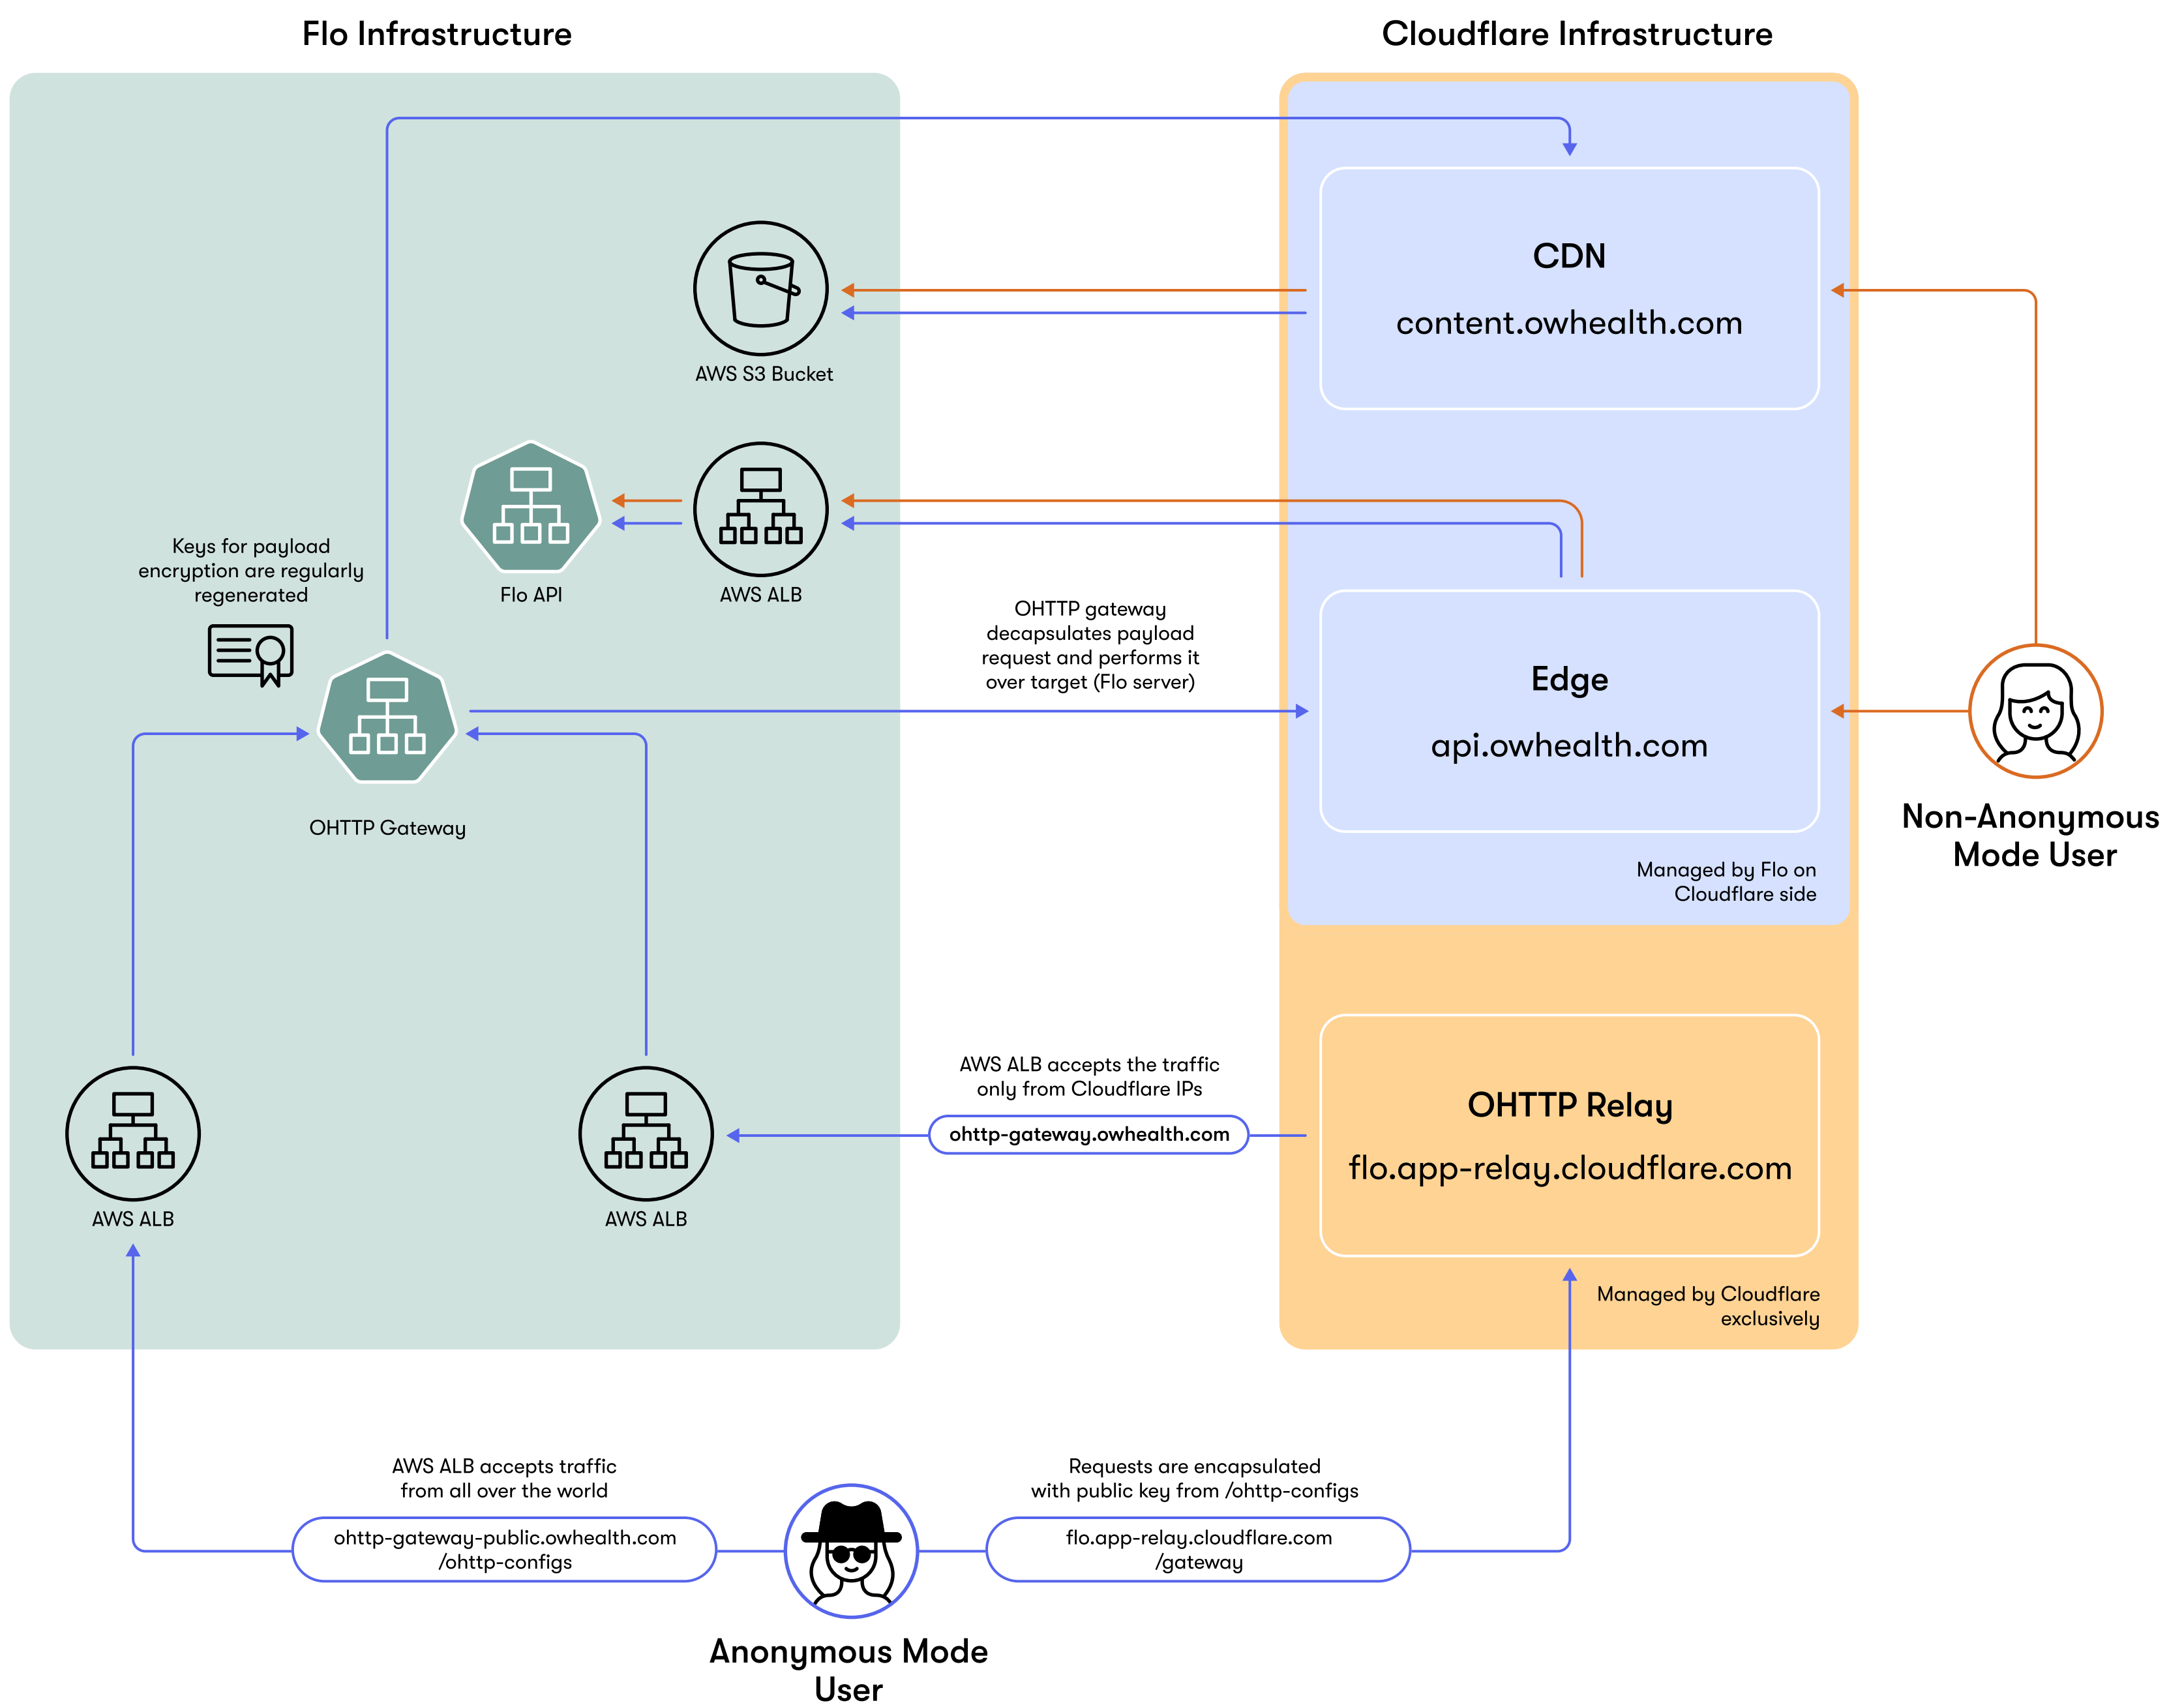 Flo Infrastructure
Cloudflare Infrastructure
CDN
content.owhealth.com
AWS S3 Bucket
Flo API
AWS ALB
Keys for payload
encryption are regularly
regenerated
OHTTP gateway
decapsulates payload
request and performs it
over target (Flo server)
Edge
api.owhealth.com
OHTTP Gateway
Non-Anonymous
Mode User
Managed by Flo on
Cloudflare side
AWS ALB accepts the traffic
only from Cloudflare IPs
ohttp-gateway.owhealth.com
OHTTP Relay
flo.app-relay.cloudflare.com
AWS ALB
AWS ALB
Managed by Cloudflare
exclusively
AWS ALB accepts traffic
from all over the world
ohttp-gateway-public.owhealth.com
/ohttp-configs
Requests are encapsulated
with public key from /ohttp-configs
flo.app-relay.cloudflare.com
/gateway
Anonymous Mode
User